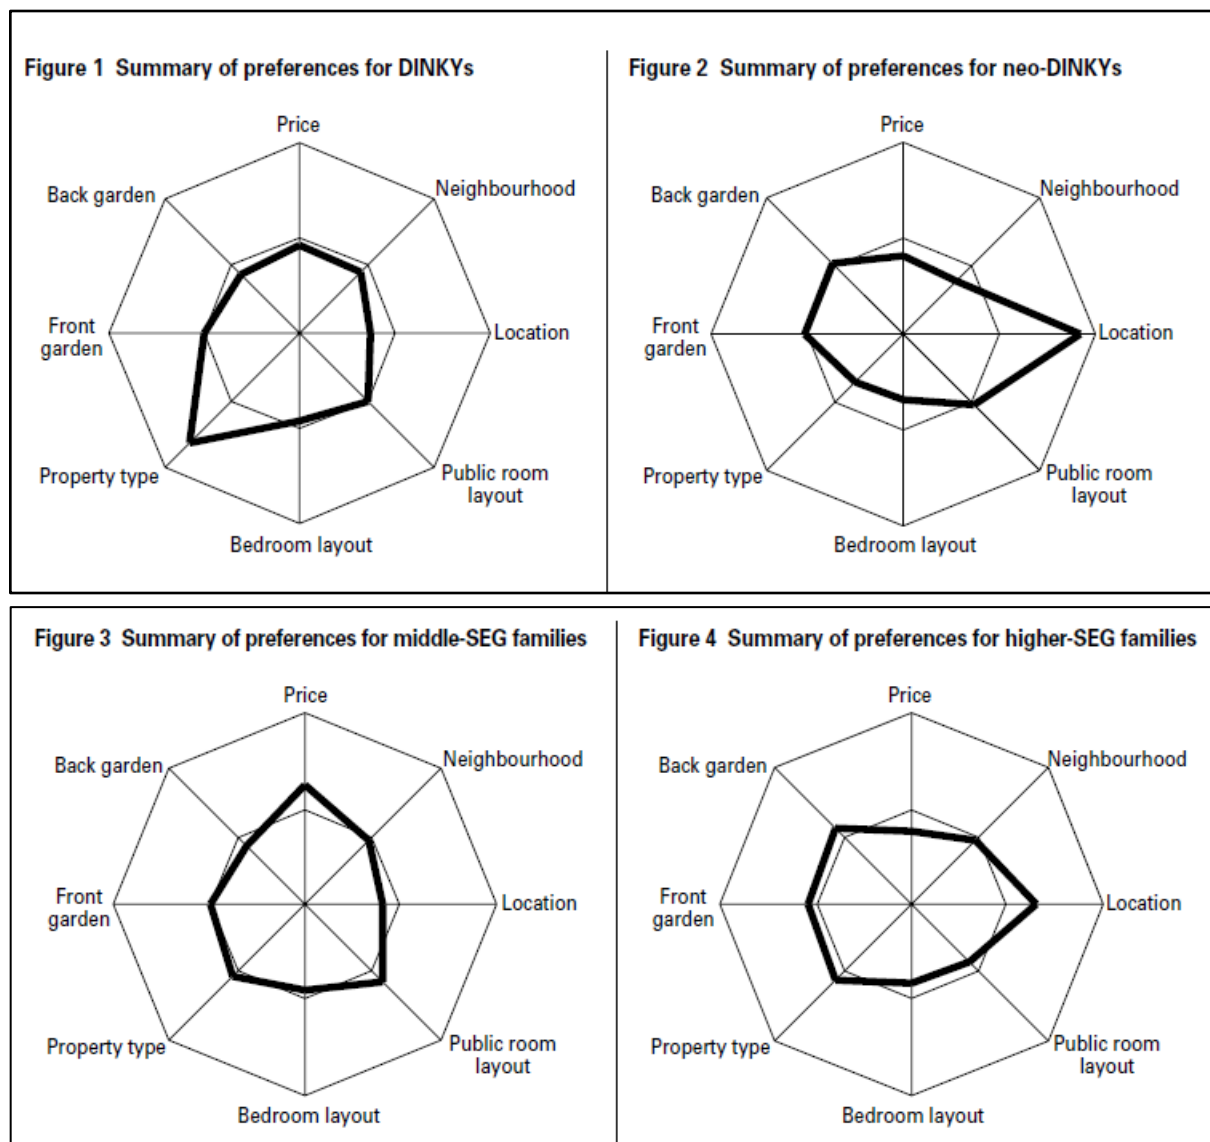 Figure 1 Summary of preferences for DINKYs
Price
Back garden
Neighbourhood
Front
garden
Location
Property type
Public room
layout
Bedroom layout
Figure 2 Summary of preferences for neo-DINKYs
Price
Back garden
Neighbourhood
Front
garden
Location
Property type
Public room
layout
Bedroom layout
Figure 3 Summary of preferences for middle-SEG families
Price
Back garden
Neighbourhood
Front
garden
Location
Property type
Public room
layout
Bedroom layout
Figure 4 Summary of preferences for higher-SEG families
Price
Back garden
Neighbourhood
Front
garden
Location
Property type
Public room
layout
Bedroom layout